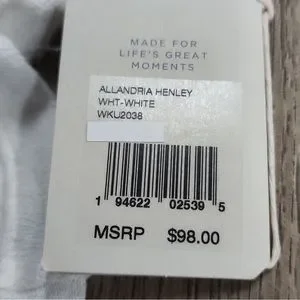 MADE FOR
LIFE'S GREAT
MOMENTS
ALLANDRIA HENLEY
WHT-WHITE
WKU2038
1 94622 02539 5
MSRP $98.00